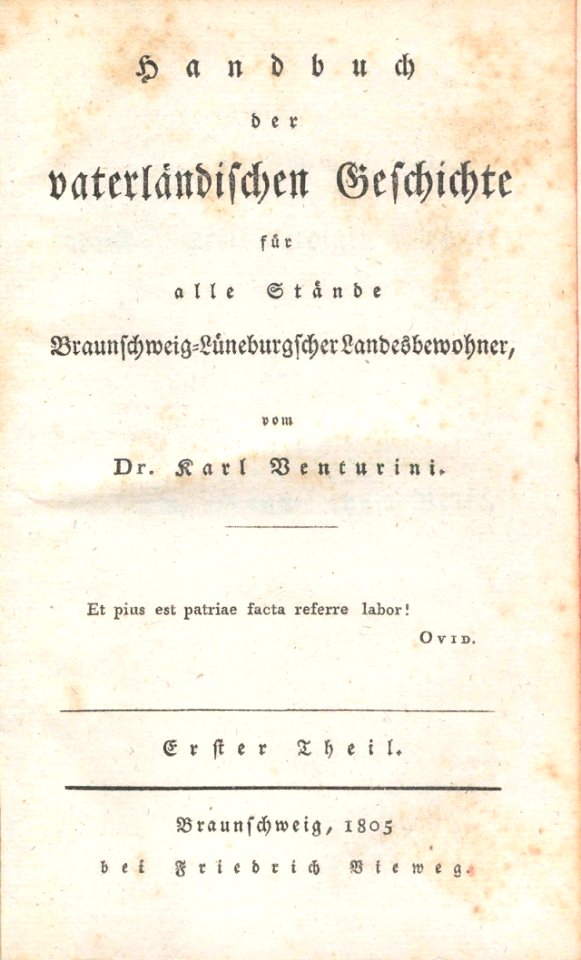 Handbuch
der
vaterländischen Geschichte
für
alle Stände
Braunschweig-Lüneburgscher Landesbewohner,
vom
Dr. Karl Venturini.
Et pius est patriae facta referre labor!
OVID.
Erster Theil.
Braunschweig, 1805
bei Friedrich Vieweg.